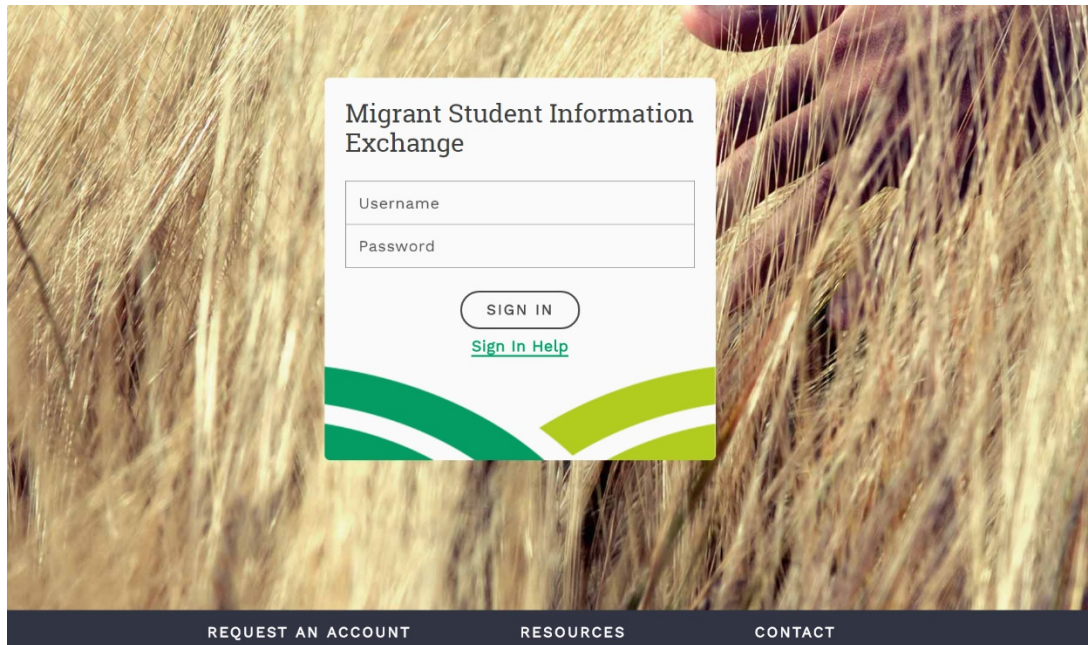 Migrant Student Information
Exchange
Username
Password
SIGN IN
Sign In Help
REQUEST AN ACCOUNT RESOURCES CONTACT